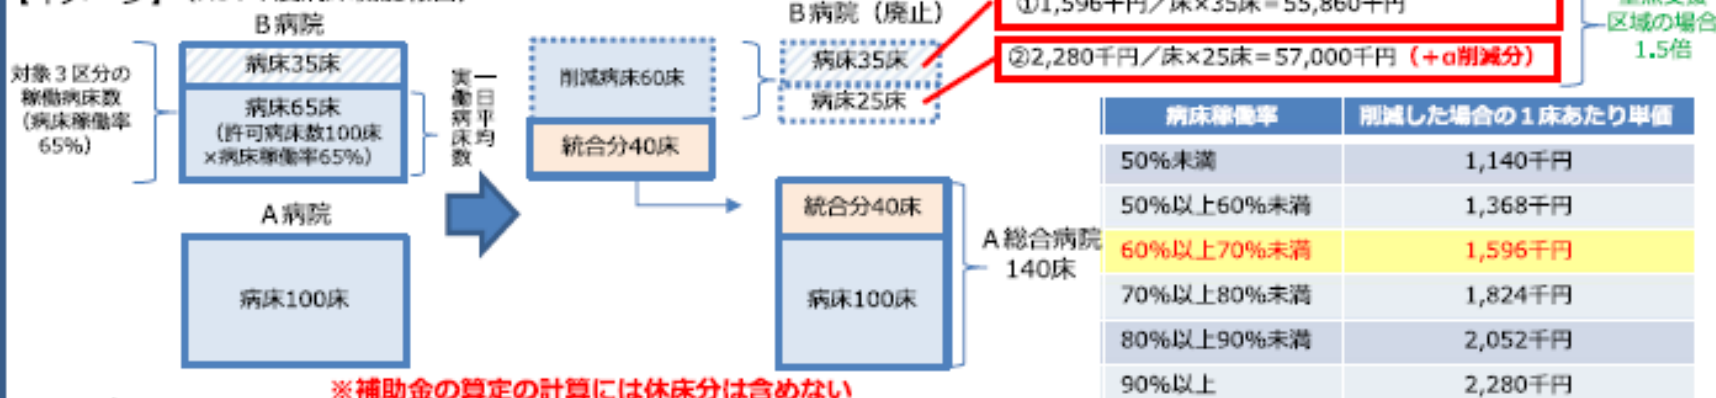 B病院
対象３区分の
稼働病床数
（病床稼働率
65%）
病床35床
病床65床
（許可病床数100床
×病床稼働率65%）
一日平均
実働病床数
A病院
病床100床
削減病床60床
統合分40床
B病院（廃止）
病床35床
病床25床
統合分40床
病床100床
A総合病院
140床
①1,596千円／床×35床＝55,860千円
②2,280千円／床×25床＝57,000千円（＋α削減分）
区域の場合
1.5倍
病床稼働率 削減した場合の１床あたり単価
50%未満 1,140千円
50%以上60%未満 1,368千円
60%以上70%未満 1,596千円
70%以上80%未満 1,824千円
80%以上90%未満 2,052千円
90%以上 2,280千円
※補助金の算定の計算には休床分は含めない